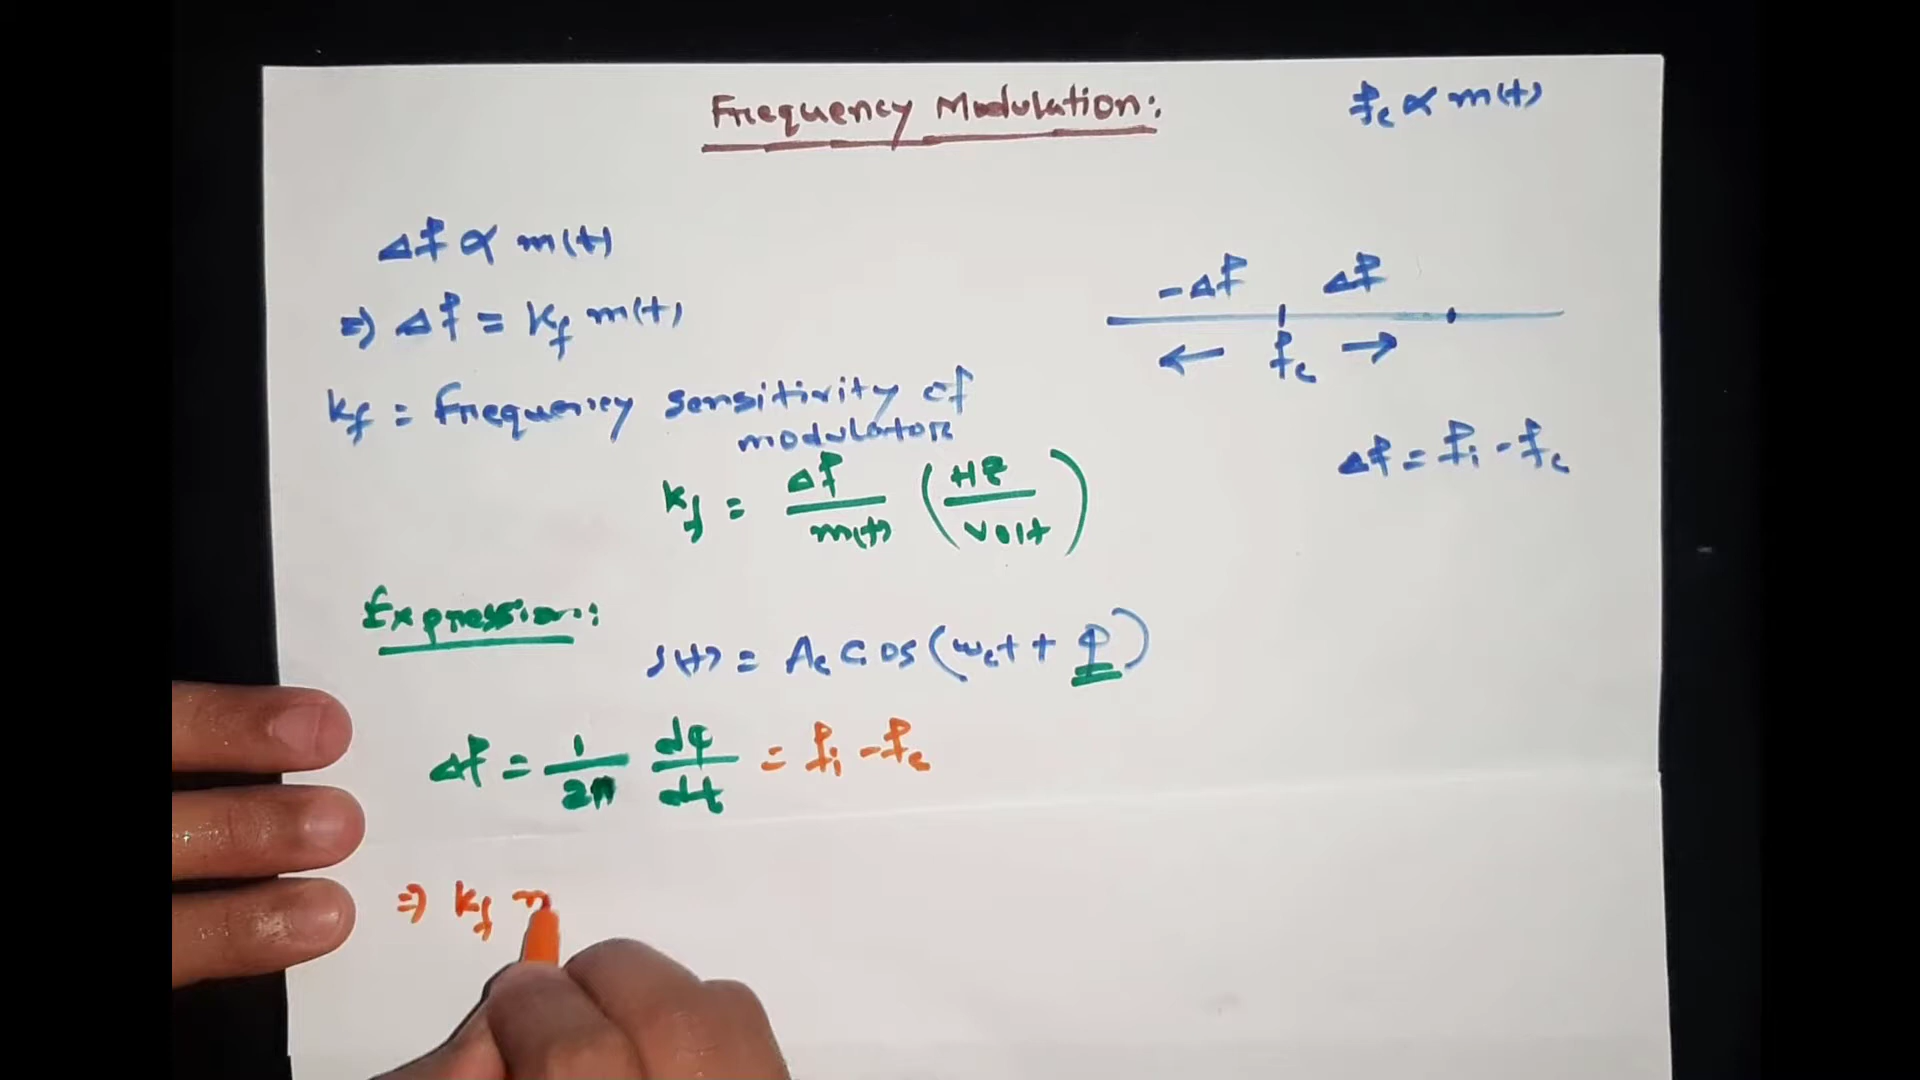 Frequency Modulation:
fc ∝ m(t)
Δf ∝ m(t)
⇒ Δf = kf m(t)
-Δf Δf
← fc →
kf = Frequency sensitivity of
modulator
Δf = fi - fc
kf = Δf / m(t) (Hz / volt)
Expression:
s(t) = Ac Cos (ωct + φ)
Δf = 1/2π dφ/dt = fi - fc
⇒ kf m